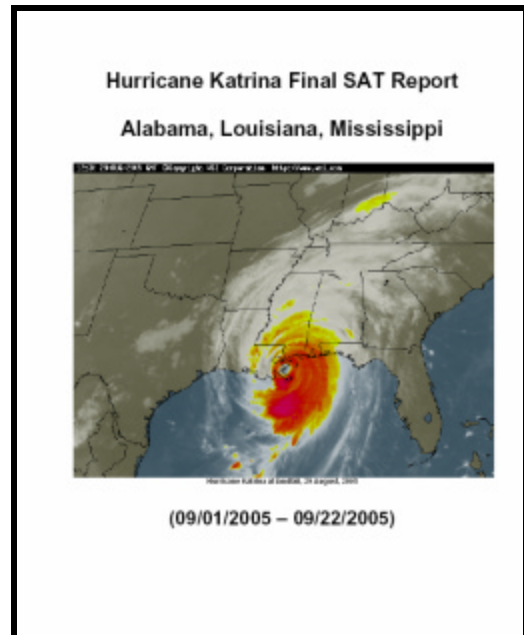 Hurricane Katrina Final SAT Report
Alabama, Louisiana, Mississippi
Hurricane Katrina at landfall, 29 August, 2005
(09/01/2005 – 09/22/2005)